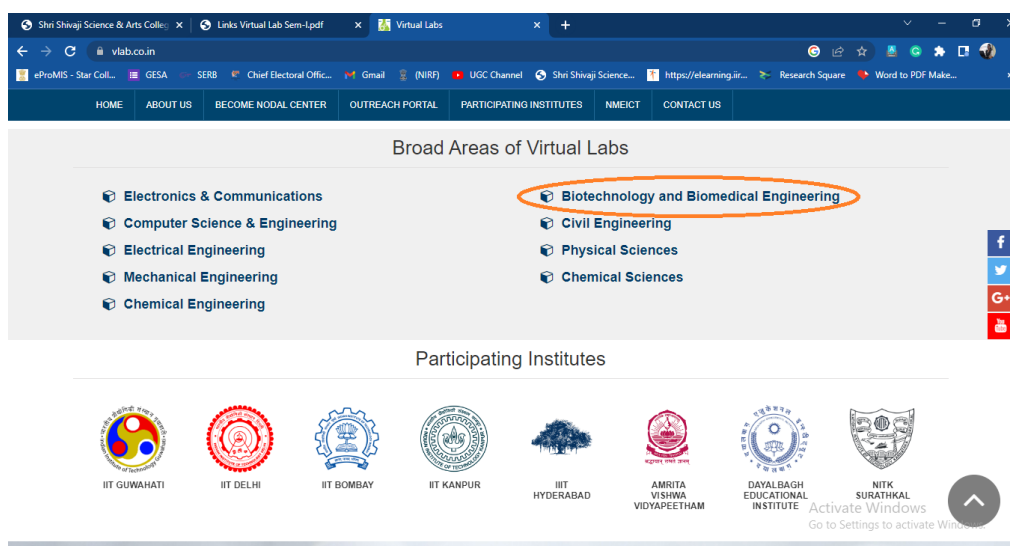 Shri Shivaji Science & Arts Colleg
Links Virtual Lab Sem-I.pdf
Virtual Labs
vlab.co.in
eProMIS - Star Coll...
GESA
SERB
Chief Electoral Offic...
Gmail
(NIRF)
UGC Channel
Shri Shivaji Science...
https://elearning.iir...
Research Square
Word to PDF Make...
HOME ABOUT US BECOME NODAL CENTER OUTREACH PORTAL PARTICIPATING INSTITUTES NMEICT CONTACT US
Broad Areas of Virtual Labs
Electronics & Communications
Computer Science & Engineering
Electrical Engineering
Mechanical Engineering
Chemical Engineering
Biotechnology and Biomedical Engineering
Civil Engineering
Physical Sciences
Chemical Sciences
f
G+
You
Participating Institutes
IIT GUWAHATI
IIT DELHI
IIT BOMBAY
IIT KANPUR
IIIT
HYDERABAD
AMRITA
VISHWA
VIDYAPEETHAM
DAYALBAGH
EDUCATIONAL
INSTITUTE
NITK
SURATHKAL
Activate Windows
Go to Settings to activate Windows.